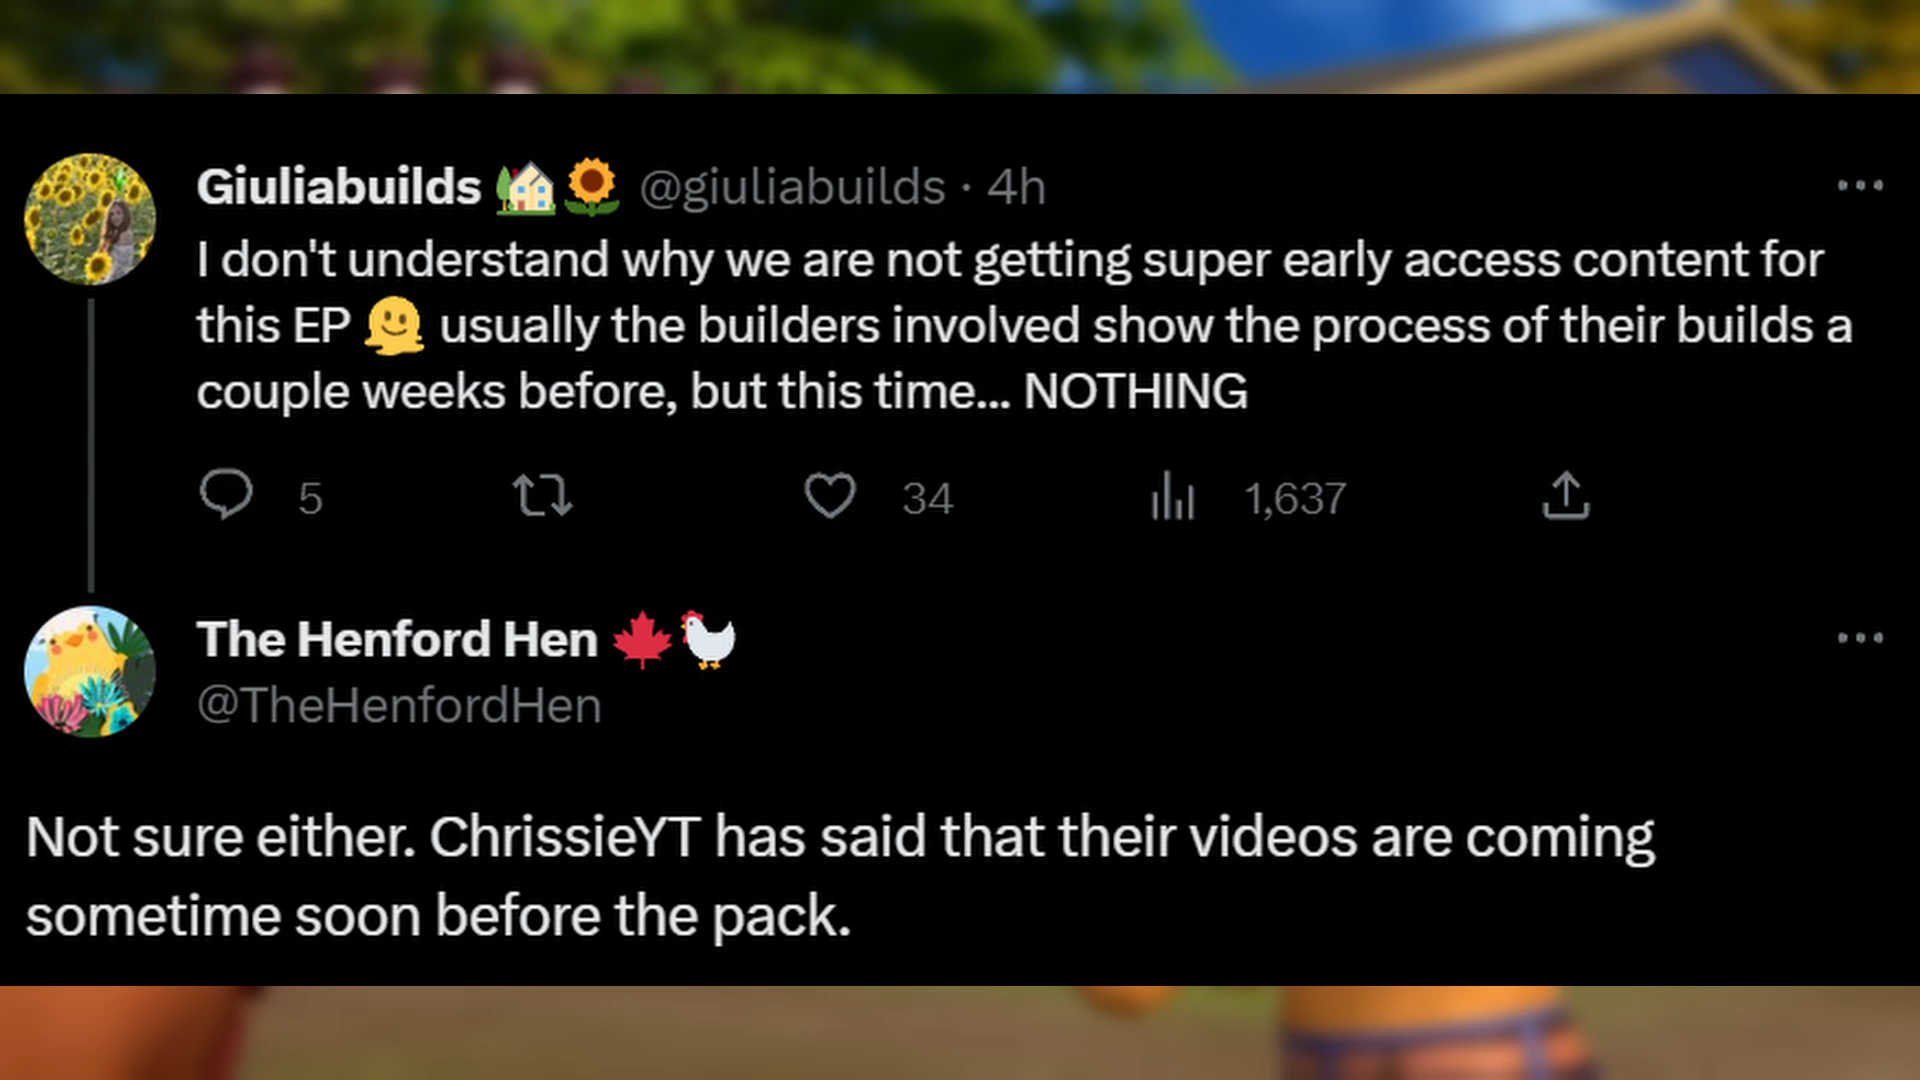 Giuliabuilds 🏡🌻 @giuliabuilds · 4h
I don't understand why we are not getting super early access content for
this EP 🫠 usually the builders involved show the process of their builds a
couple weeks before, but this time... NOTHING
5 34 1,637
The Henford Hen 🍁🐓
@TheHenfordHen
Not sure either. ChrissieYT has said that their videos are coming
sometime soon before the pack.